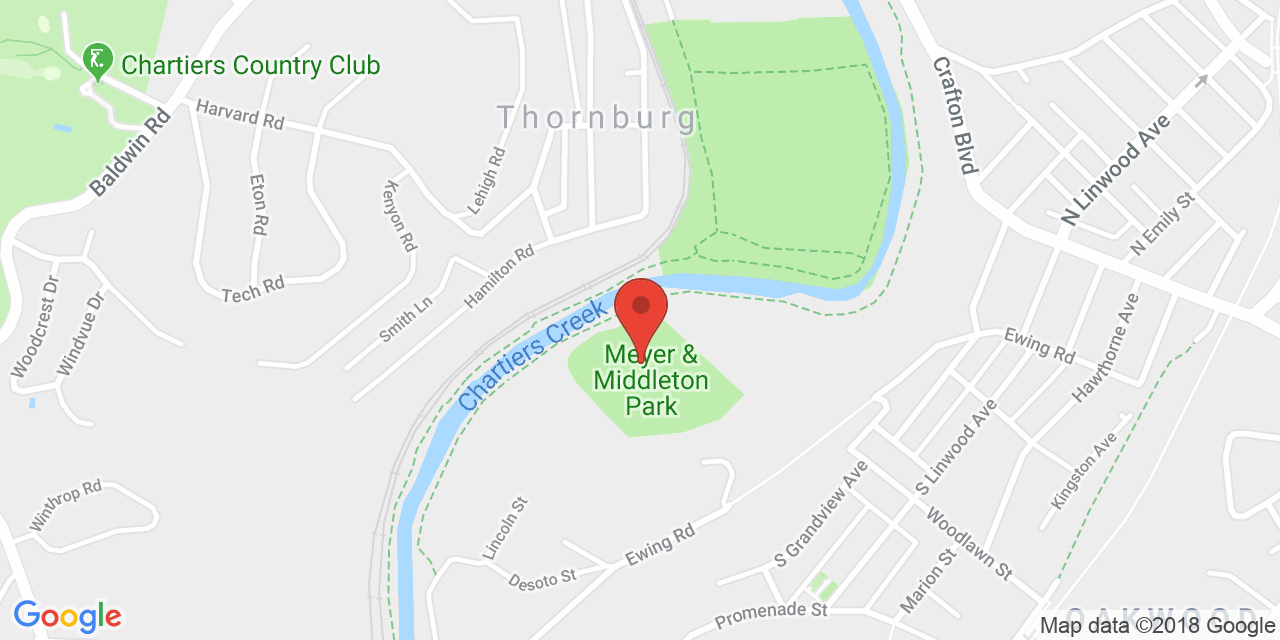 Chartiers Country Club
Thornburg
Harvard Rd
Baldwin Rd
Crafton Blvd
N Linwood Ave
N Emily St
Lehigh Rd
Eton Rd
Kenyon Rd
Hamilton Rd
Tech Rd
Smith Ln
Woodcrest Dr
Windvue Dr
Chartiers Creek
Meyer &
Middleton
Park
Ewing Rd
Hawthorne Ave
S Linwood Ave
Kingston Ave
Winthrop Rd
Lincoln St
Desoto St
Ewing Rd
S Grandview Ave
Woodlawn St
Marion St
Promenade St
OAKWOOD
Google
Map data ©2018 Google